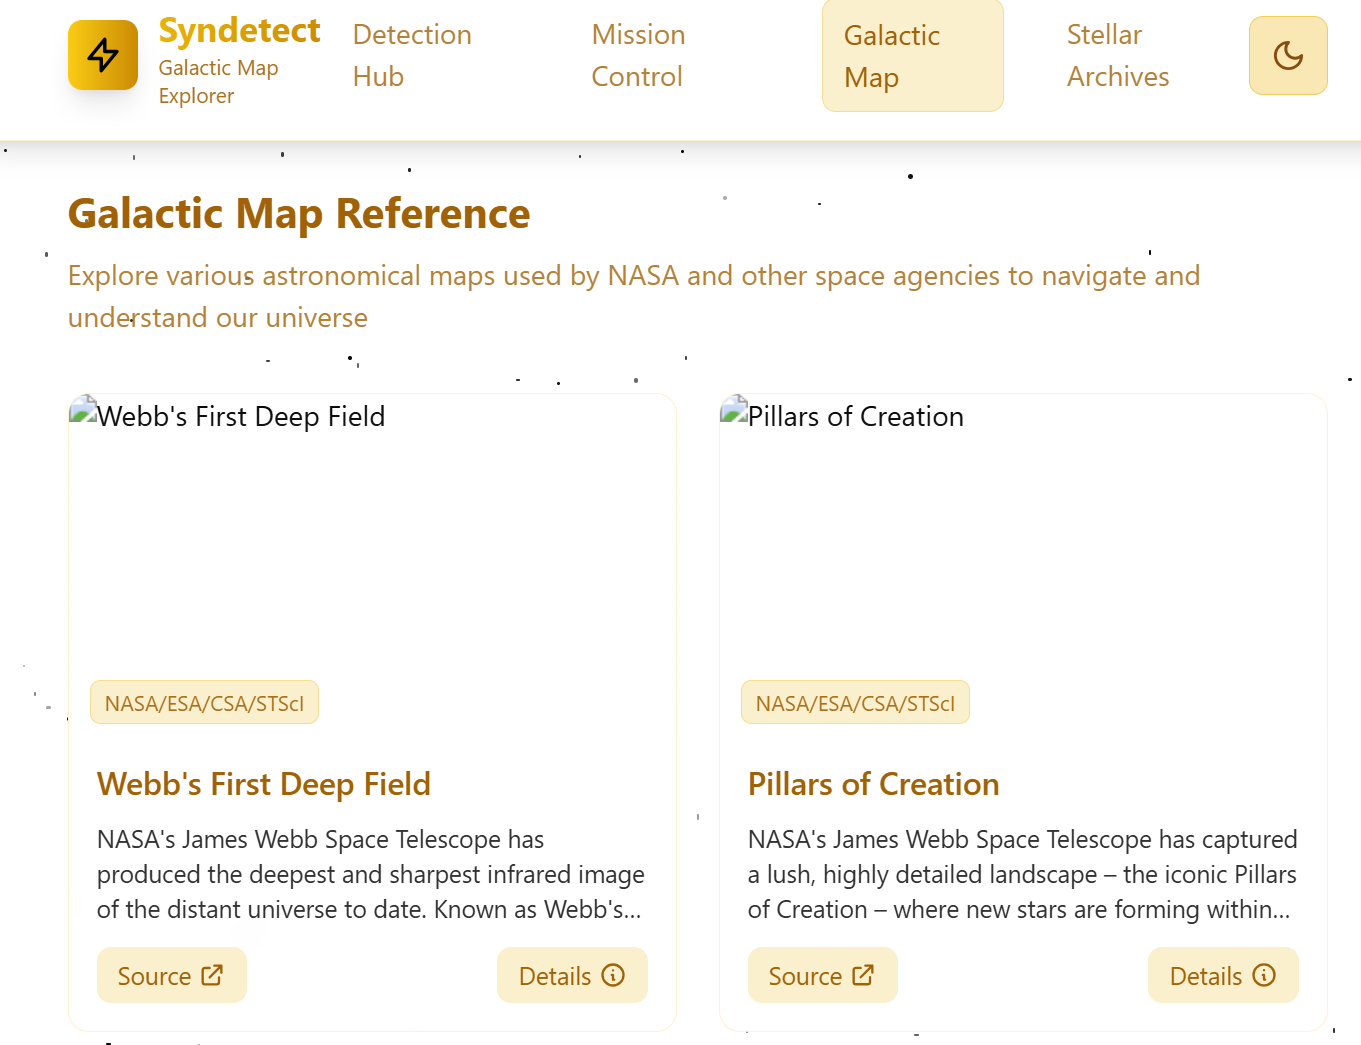 Syndetect
Galactic Map
Explorer
Detection
Hub
Mission
Control
Galactic
Map
Stellar
Archives
Galactic Map Reference
Explore various astronomical maps used by NASA and other space agencies to navigate and
understand our universe
Webb's First Deep Field
NASA/ESA/CSA/STScI
Webb's First Deep Field
NASA's James Webb Space Telescope has
produced the deepest and sharpest infrared image
of the distant universe to date. Known as Webb's...
Source
Details
Pillars of Creation
NASA/ESA/CSA/STScI
Pillars of Creation
NASA's James Webb Space Telescope has captured
a lush, highly detailed landscape – the iconic Pillars
of Creation – where new stars are forming within...
Source
Details